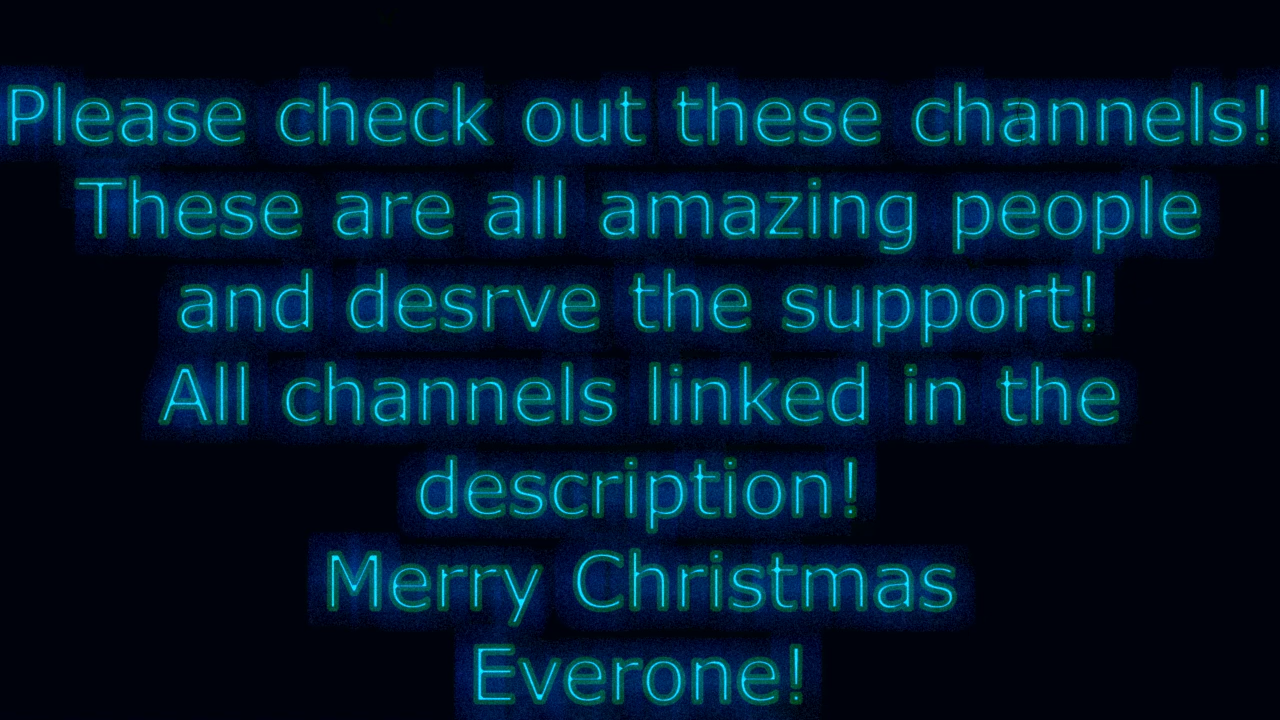 Please check out these channels!
These are all amazing people
and desrve the support!
All channels linked in the
description!
Merry Christmas
Everone!